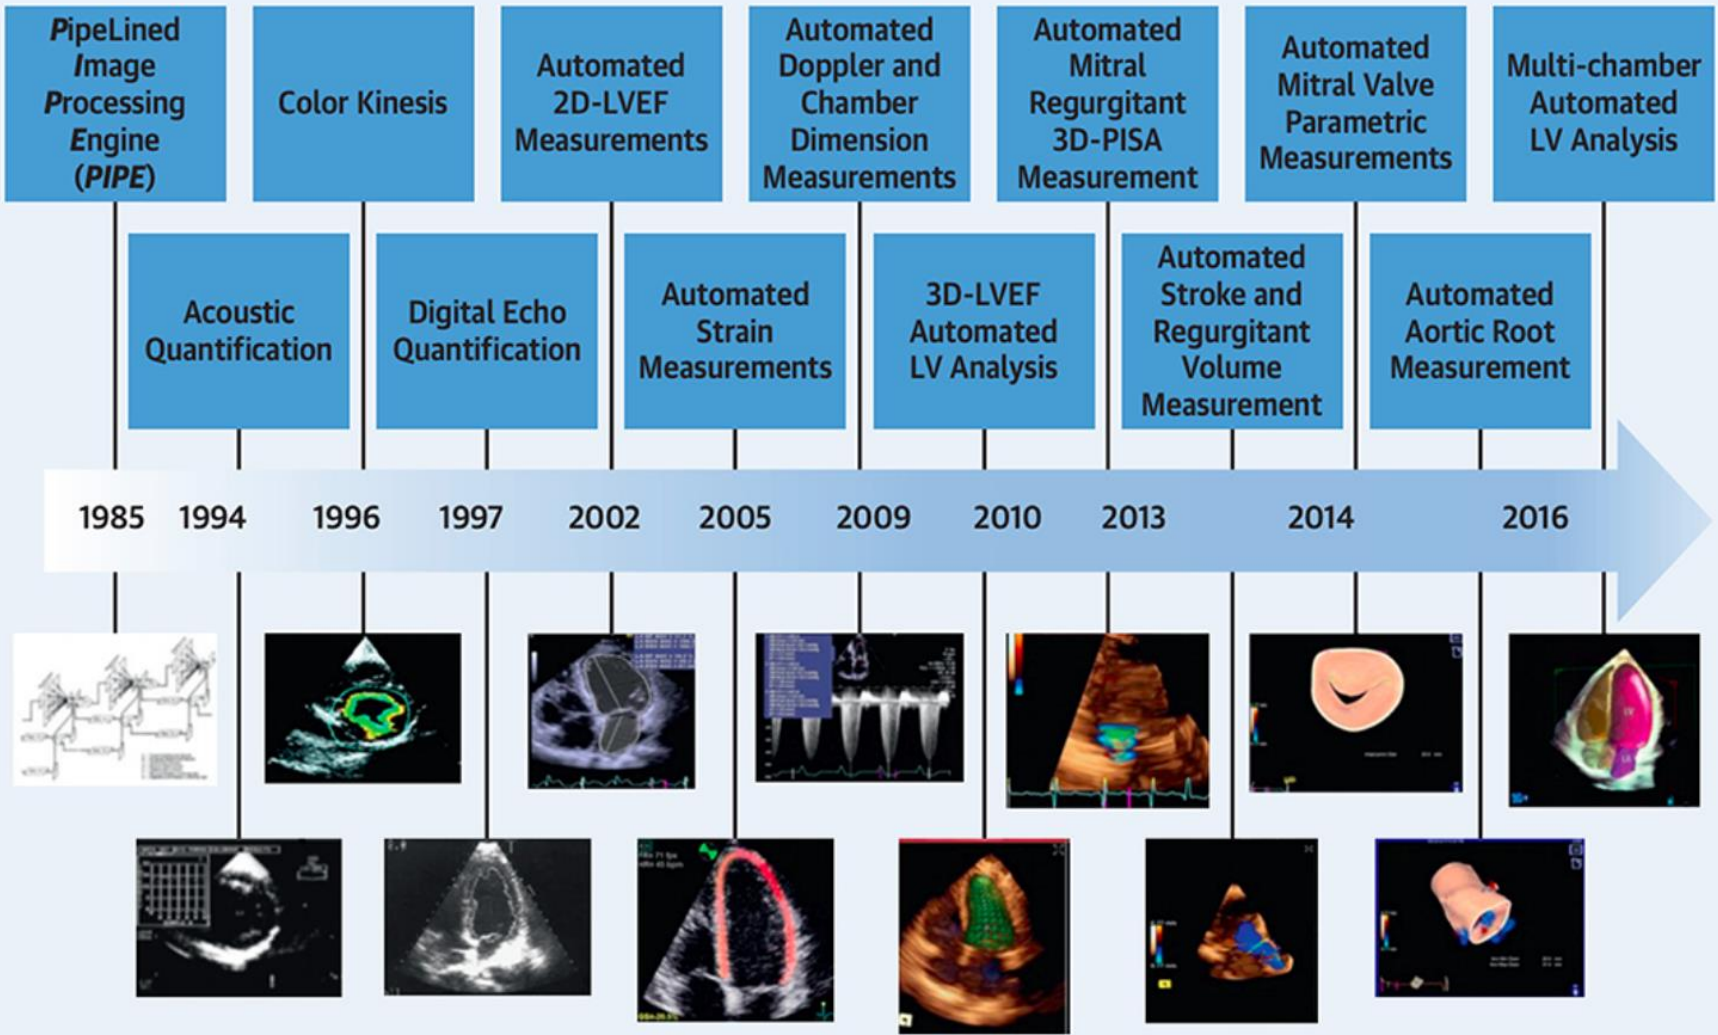 PipeLined
Image
Processing
Engine
(PIPE)
Color Kinesis
Automated
2D-LVEF
Measurements
Automated
Doppler and
Chamber
Dimension
Measurements
Automated
Mitral
Regurgitant
3D-PISA
Measurement
Automated
Mitral Valve
Parametric
Measurements
Multi-chamber
Automated
LV Analysis
Acoustic
Quantification
Digital Echo
Quantification
Automated
Strain
Measurements
3D-LVEF
Automated
LV Analysis
Automated
Stroke and
Regurgitant
Volume
Measurement
Automated
Aortic Root
Measurement
1985 1994 1996 1997 2002 2005 2009 2010 2013 2014 2016